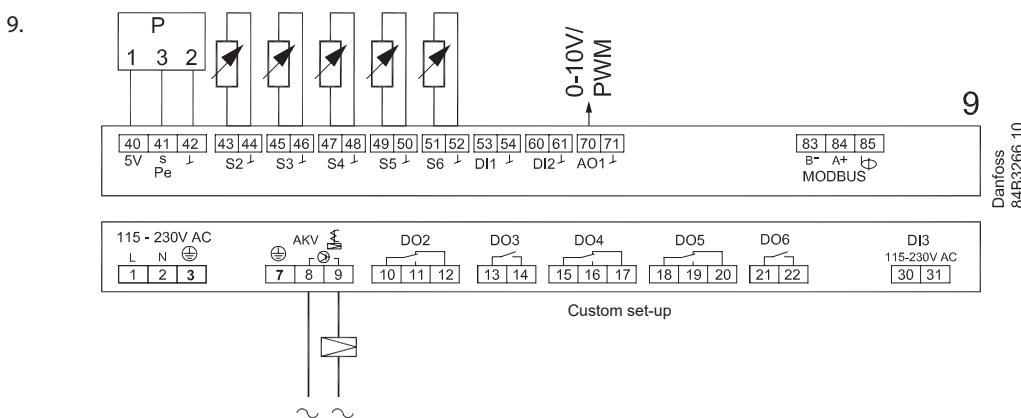 9.
P
1 3 2
0-10V/
PWM
9
40 41 42 43 44 45 46 47 48 49 50 51 52 53 54 60 61 70 71 83 84 85
5V s ⊥ S2 ⊥ S3 ⊥ S4 ⊥ S5 ⊥ S6 ⊥ DI1 ⊥ DI2 ⊥ AO1 ⊥ B- A+
Pe MODBUS
Danfoss
84B3266.10
115 - 230V AC AKV DO2 DO3 DO4 DO5 DO6 DI3
L N 115-230V AC
1 2 3 7 8 9 10 11 12 13 14 15 16 17 18 19 20 21 22 30 31
Custom set-up